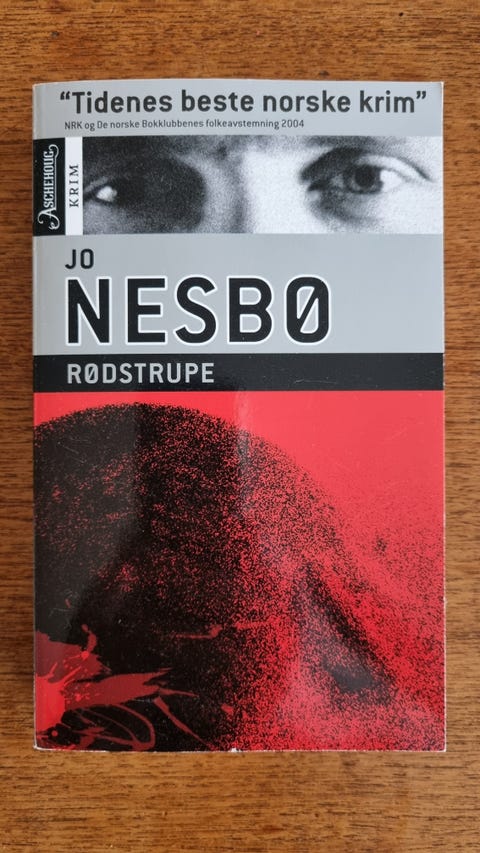 “Tidenes beste norske krim”
NRK og De norske Bokklubbenes folkeavstemning 2004
ASCHEHOUG
KRIM
JO
NESBØ
RØDSTRUPE